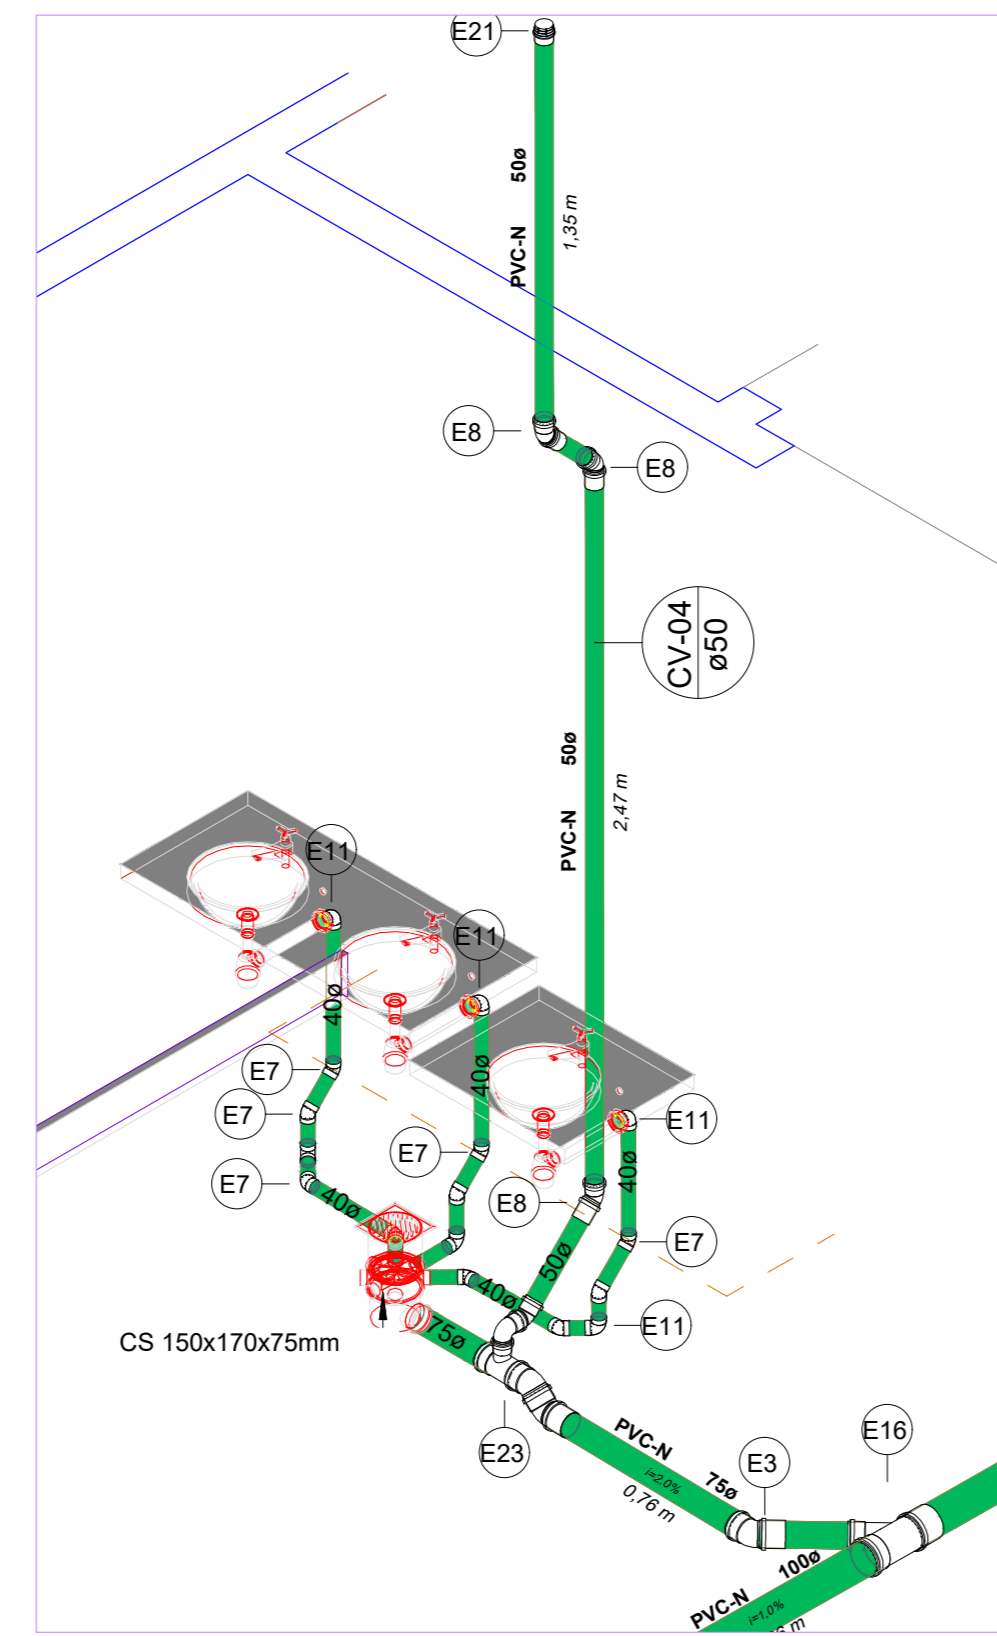 E21
PVC-N 50ø
1,35 m
E8
E8
CV-04
ø50
PVC-N 50ø
2,47 m
E11
E11
40ø
40ø
E7
E7
E7
E7
E11
40ø
E8
40ø
E7
50ø
40ø
E11
75ø
CS 150x170x75mm
E23
PVC-N 75ø
i=2,0%
0,76 m
E3
E16
PVC-N 100ø
i=1,0%
m